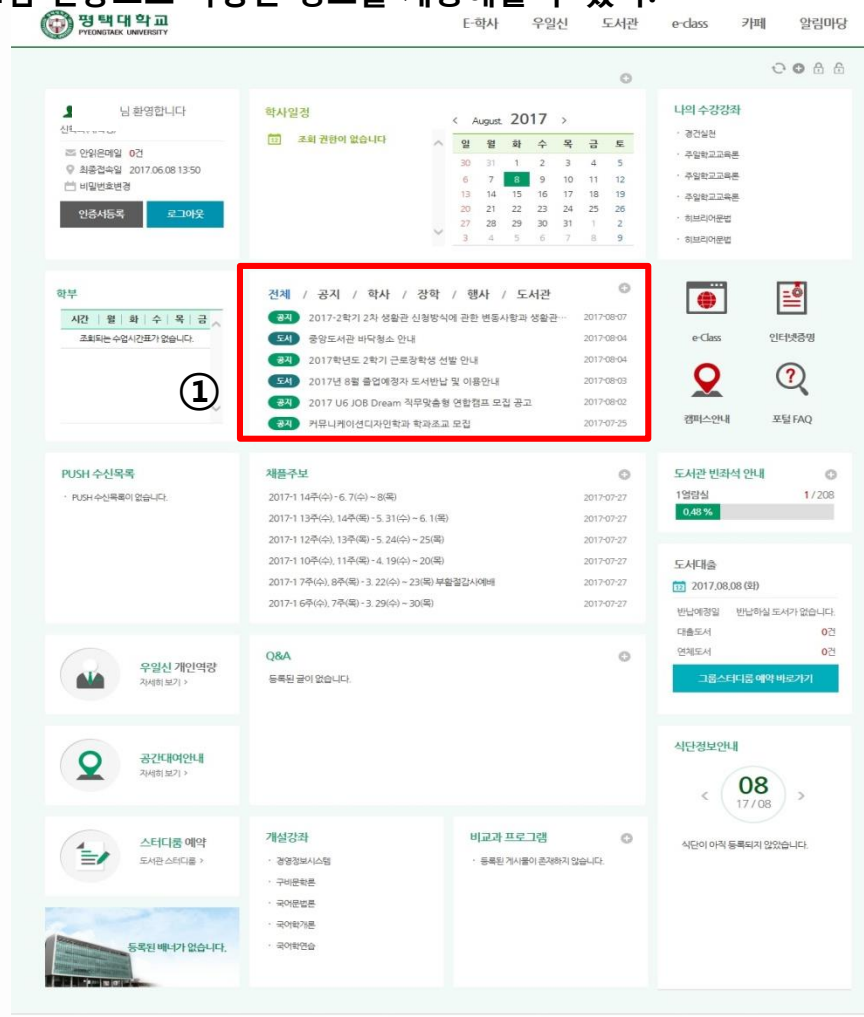 평택대학교
PYEONGTAEK UNIVERSITY
E-학사 우일신 도서관 e-class 카페 알림마당
님 환영합니다
안읽은메일 0건
최종접속일 2017.06.08 13:50
비밀번호변경
인증서등록 로그아웃
학사일정
12 조회 권한이 없습니다
< August 2017 >
일 월 화 수 목 금 토
30 31 1 2 3 4 5
6 7 8 9 10 11 12
13 14 15 16 17 18 19
20 21 22 23 24 25 26
27 28 29 30 31 1 2
3 4 5 6 7 8 9
나의 수강강좌
· 경건실천
· 주일학교교육론
· 주일학교교육론
· 주일학교교육론
· 히브리어문법
· 히브리어문법
학부
시간 월 화 수 목 금
조회되는 수업시간표가 없습니다.
①
전체 / 공지 / 학사 / 장학 / 행사 / 도서관
공지 2017-2학기 2차 생활관 신청방식에 관한 변동사항과 생활관… 2017-08-07
도서 중앙도서관 바닥청소 안내 2017-08-04
공지 2017학년도 2학기 근로장학생 선발 안내 2017-08-04
도서 2017년 8월 졸업예정자 도서반납 및 이용안내 2017-08-03
공지 2017 U6 JOB Dream 직무맞춤형 연합캠프 모집 공고 2017-08-02
공지 커뮤니케이션디자인학과 학과조교 모집 2017-07-25
e-Class 인터넷증명
캠퍼스안내 포털 FAQ
PUSH 수신목록
· PUSH 수신목록이 없습니다.
채플주보
2017-1 14주(수) - 6. 7(수) ~ 8(목) 2017-07-27
2017-1 13주(수), 14주(목) - 5. 31(수) ~ 6. 1(목) 2017-07-27
2017-1 12주(수), 13주(목) - 5. 24(수) ~ 25(목) 2017-07-27
2017-1 10주(수), 11주(목) - 4. 19(수) ~ 20(목) 2017-07-27
2017-1 7주(수), 8주(목) - 3. 22(수) ~ 23(목) 부활절감사예배 2017-07-27
2017-1 6주(수), 7주(목) - 3. 29(수) ~ 30(목) 2017-07-27
도서관 빈좌석 안내
1열람실 1 / 208
0.48 %
도서대출
12 2017.08.08 (화)
반납예정일 반납하실 도서가 없습니다.
대출도서 0건
연체도서 0건
그룹스터디룸 예약 바로가기
우일신 개인역량
자세히 보기 >
Q&A
등록된 글이 없습니다.
공간대여안내
자세히 보기 >
식단정보안내
< 08 >
17 / 08
식단이 아직 등록되지 않았습니다.
스터디룸 예약
도서관 스터디룸 >
개설강좌
· 경영정보시스템
· 구비문학론
· 국어문법론
· 국어학개론
· 국어학연습
비교과 프로그램
· 등록된 게시물이 존재하지 않습니다.
등록된 배너가 없습니다.